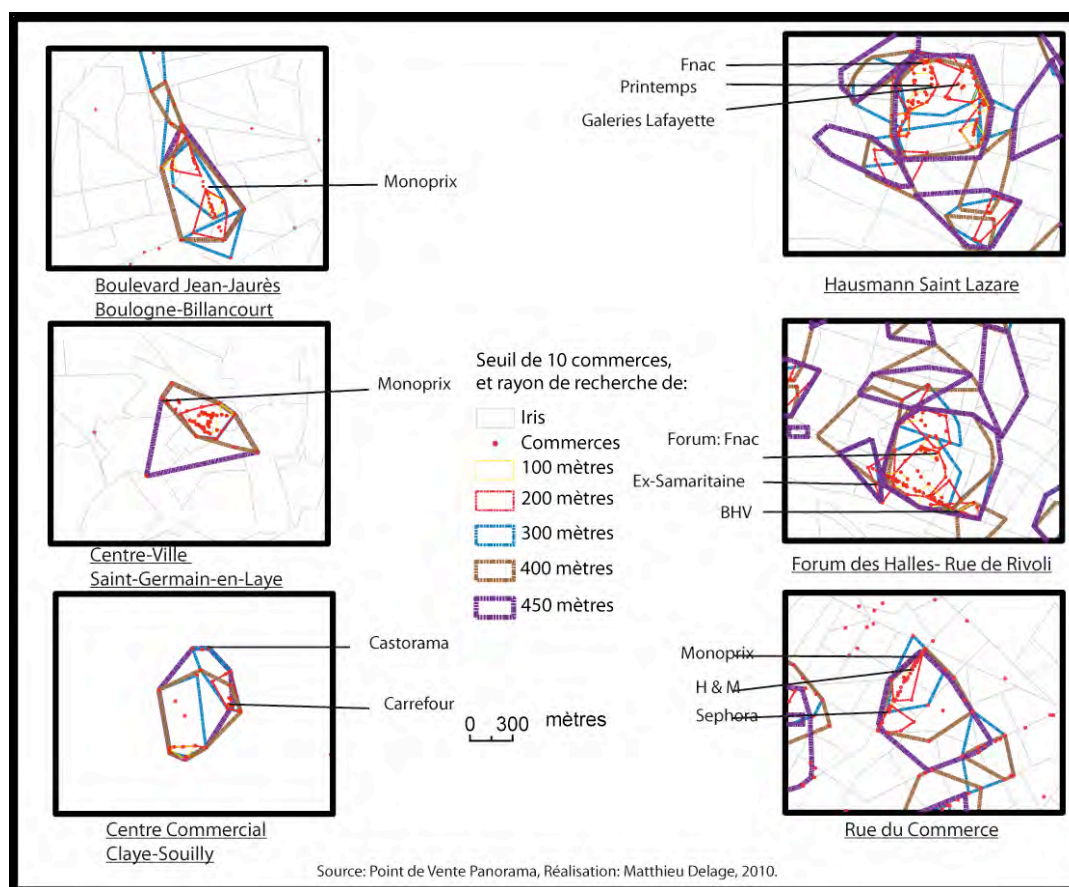 Fnac
Printemps
Galeries Lafayette
Monoprix
Boulevard Jean-Jaurès
Boulogne-Billancourt
Hausmann Saint Lazare
Monoprix
Centre-Ville
Saint-Germain-en-Laye
Seuil de 10 commerces,
et rayon de recherche de:
Iris
Commerces
100 mètres
200 mètres
300 mètres
400 mètres
450 mètres
Forum: Fnac
Ex-Samaritaine
BHV
Forum des Halles- Rue de Rivoli
Castorama
Carrefour
Centre Commercial
Claye-Souilly
0 300 mètres
Monoprix
H & M
Sephora
Rue du Commerce
Source: Point de Vente Panorama, Réalisation: Matthieu Delage, 2010.